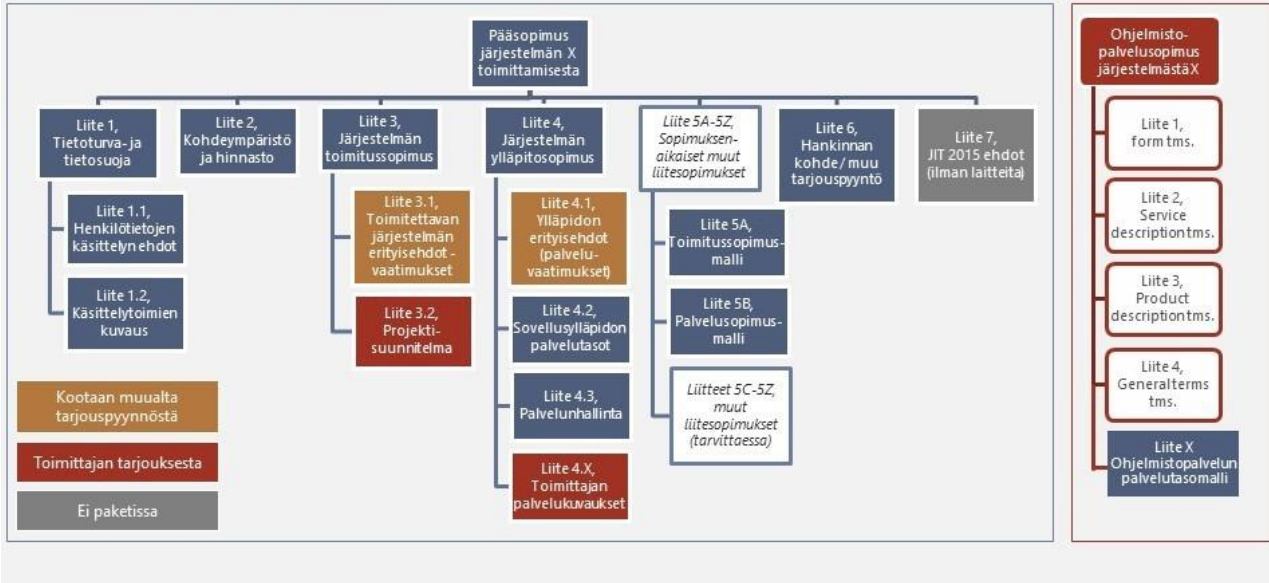 Pääsopimus
järjestelmän X
toimittamisesta
Liite 1,
Tietoturva- ja
tietosuoja
Liite 1.1,
Henkilötietojen
käsittelyn ehdot
Liite 1.2,
Käsittelytoimien
kuvaus
Liite 2,
Kohdeympäristö
ja hinnasto
Liite 3,
Järjestelmän
toimitussopimus
Liite 3.1,
Toimitettavan
järjestelmän
erityisehdot -
vaatimukset
Liite 3.2,
Projekti-
suunnitelma
Liite 4,
Järjestelmän
ylläpitosopimus
Liite 4.1,
Ylläpidon
erityisehdot
(palvelu-
vaatimukset)
Liite 4.2,
Sovellusylläpidon
palvelutasot
Liite 4.3,
Palvelunhallinta
Liite 4.X,
Toimittajan
palvelukuvaukset
Liite 5A-5Z,
Sopimuksen-
aikaiset muut
liitesopimukset
Liite 5A,
Toimitussopimus-
malli
Liite 5B,
Palvelusopimus-
malli
Liitteet 5C-5Z,
muut
liitesopimukset
(tarvittaessa)
Liite 6,
Hankinnan
kohde/ muu
tarjouspyyntö
Liite 7,
JIT 2015 ehdot
(ilman laitteita)
Kootaan muualta
tarjouspyynnöstä
Toimittajan tarjouksesta
Ei paketissa
Ohjelmisto-
palvelusopimus
järjestelmästä X
Liite 1,
form tms.
Liite 2,
Service
description tms.
Liite 3,
Product
description tms.
Liite 4,
General terms
tms.
Liite X
Ohjelmistopalvelun
palvelutasomalli